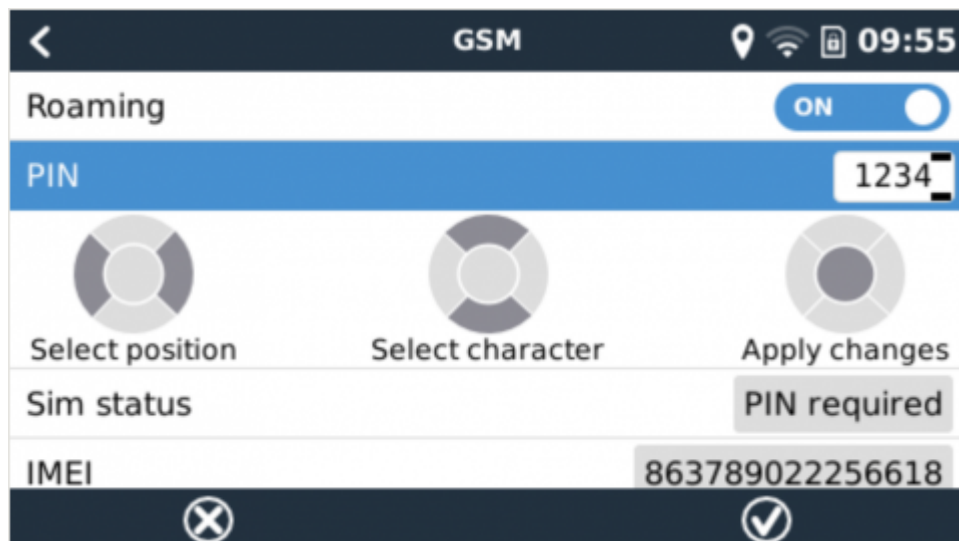 GSM 09:55
Roaming ON
PIN 1234
Select position Select character Apply changes
Sim status PIN required
IMEI 863789022256618